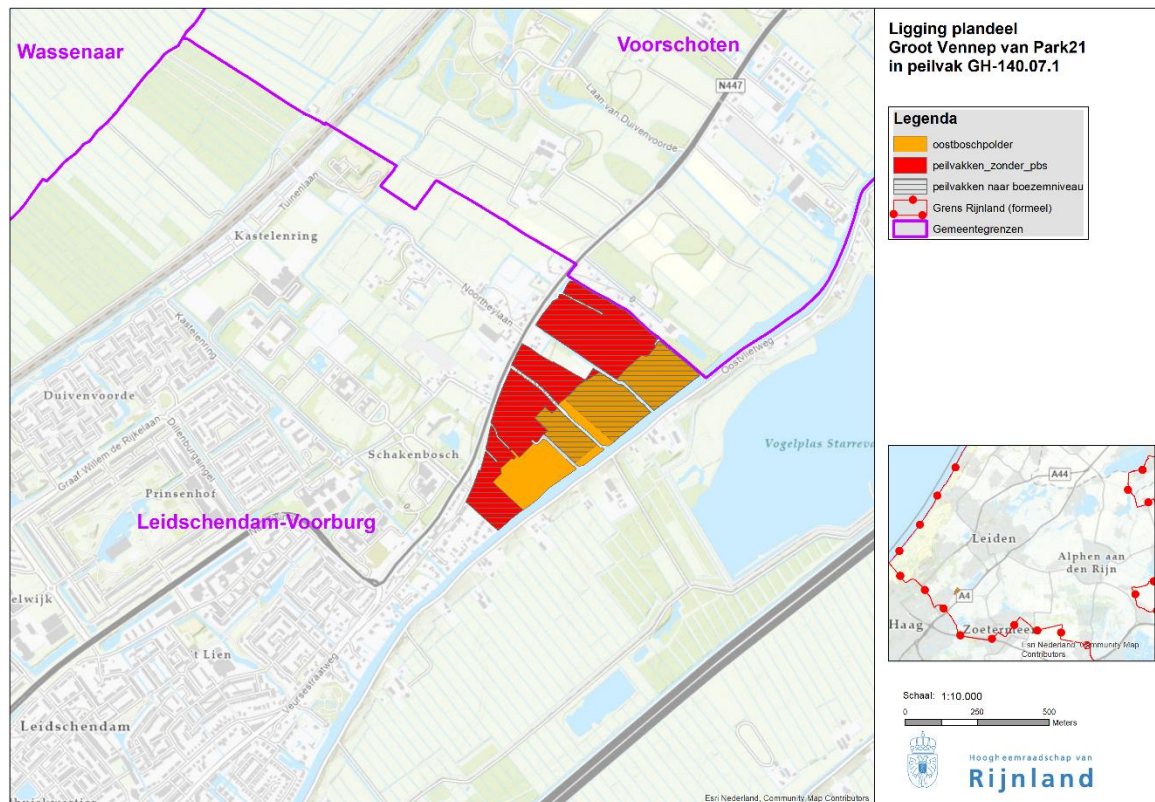 Wassenaar
Voorschoten
N447
Laan van Duivenvoorde
Tuinenlaan
Kastelenring
Noortheylaan
Kastelenring
Oostvlietweg
Duivenvoorde
Graaf Willem de Rijkelaan
Dillenburgsingel
Schakenbosch
Vogelplas Starreva
Prinsenhof
Leidschendam-Voorburg
elwijk
't Lien
Veursestraatweg
Leidschendam
Esri Nederland, Community Map Contributors
Ligging plandeel
Groot Vennep van Park21
in peilvak GH-140.07.1
Legenda
oostboschpolder
peilvakken_zonder_pbs
peilvakken naar boezemniveau
Grens Rijnland (formeel)
Gemeentegrenzen
A44
Leiden
Alphen aan
den Rijn
A4
Haag
Zoetermeer
Esri Nederland, Community Map
Contributors
Schaal: 1:10.000
0 250 500
Meters
Hoogheemraadschap van
Rijnland